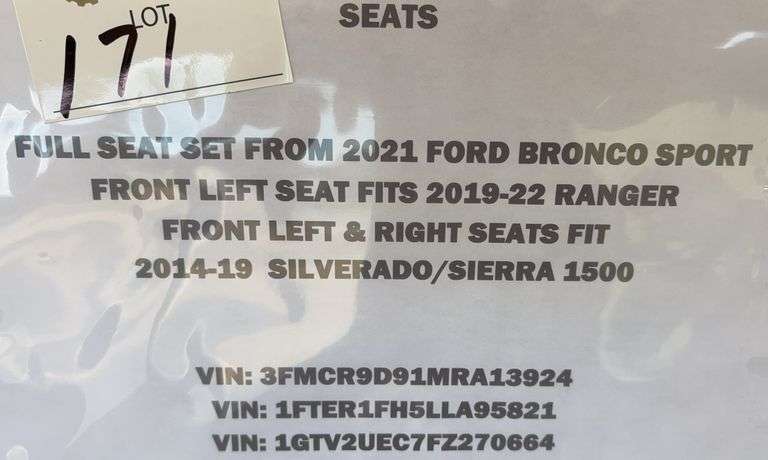 LOT
171
SEATS
FULL SEAT SET FROM 2021 FORD BRONCO SPORT
FRONT LEFT SEAT FITS 2019-22 RANGER
FRONT LEFT & RIGHT SEATS FIT
2014-19 SILVERADO/SIERRA 1500
VIN: 3FMCR9D91MRA13924
VIN: 1FTER1FH5LLA95821
VIN: 1GTV2UEC7FZ270664